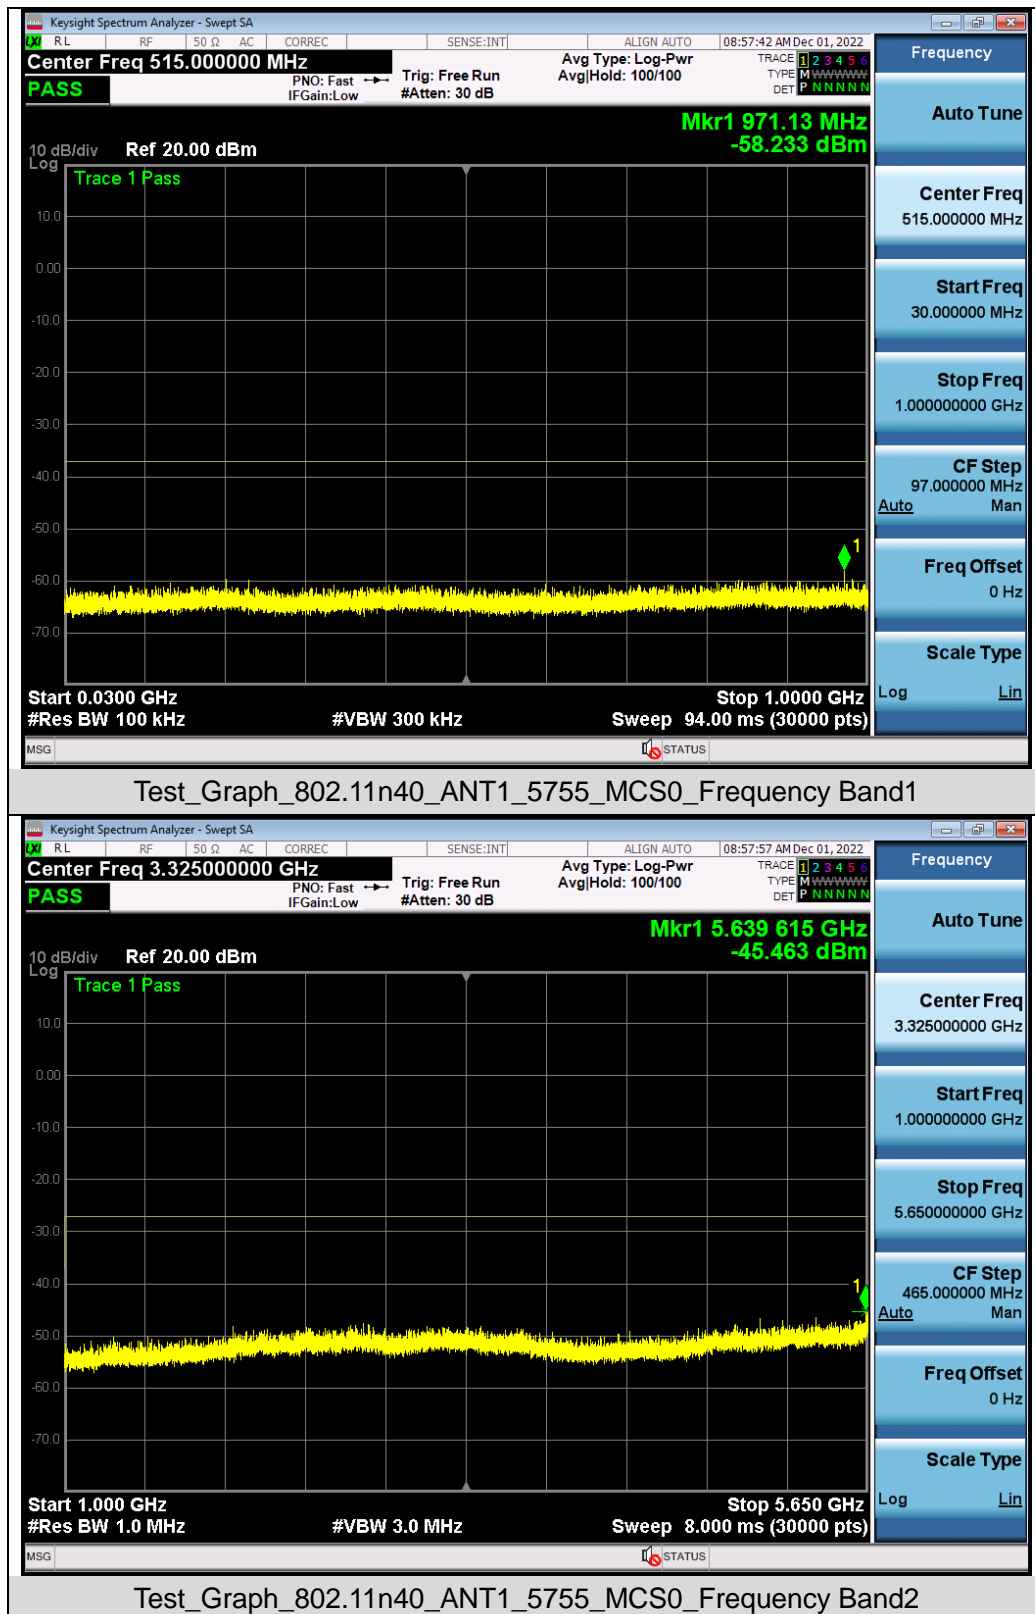 Keysight Spectrum Analyzer - Swept SA
LXI RL RF 50 Ω AC CORREC SENSE:INT ALIGN AUTO 08:57:42 AM Dec 01, 2022
Center Freq 515.000000 MHz
PASS
PNO: Fast
IFGain:Low
Trig: Free Run
#Atten: 30 dB
Avg Type: Log-Pwr
Avg|Hold: 100/100
TRACE 1 2 3 4 5 6
TYPE M WWWWW
DET P N N N N N
Mkr1 971.13 MHz
-58.233 dBm
10 dB/div Ref 20.00 dBm
Log
Trace 1 Pass
10.0
0.00
-10.0
-20.0
-30.0
-40.0
-50.0
-60.0
-70.0
1
Start 0.0300 GHz Stop 1.0000 GHz
#Res BW 100 kHz #VBW 300 kHz Sweep 94.00 ms (30000 pts)
MSG STATUS
Frequency
Auto Tune
Center Freq
515.000000 MHz
Start Freq
30.000000 MHz
Stop Freq
1.000000000 GHz
CF Step
97.000000 MHz
Auto Man
Freq Offset
0 Hz
Scale Type
Log Lin
Test_Graph_802.11n40_ANT1_5755_MCS0_Frequency Band1
Keysight Spectrum Analyzer - Swept SA
LXI RL RF 50 Ω AC CORREC SENSE:INT ALIGN AUTO 08:57:57 AM Dec 01, 2022
Center Freq 3.325000000 GHz
PASS
PNO: Fast
IFGain:Low
Trig: Free Run
#Atten: 30 dB
Avg Type: Log-Pwr
Avg|Hold: 100/100
TRACE 1 2 3 4 5 6
TYPE M WWWWW
DET P N N N N N
Mkr1 5.639 615 GHz
-45.463 dBm
10 dB/div Ref 20.00 dBm
Log
Trace 1 Pass
10.0
0.00
-10.0
-20.0
-30.0
-40.0
-50.0
-60.0
-70.0
1
Start 1.000 GHz Stop 5.650 GHz
#Res BW 1.0 MHz #VBW 3.0 MHz Sweep 8.000 ms (30000 pts)
MSG STATUS
Frequency
Auto Tune
Center Freq
3.325000000 GHz
Start Freq
1.000000000 GHz
Stop Freq
5.650000000 GHz
CF Step
465.000000 MHz
Auto Man
Freq Offset
0 Hz
Scale Type
Log Lin
Test_Graph_802.11n40_ANT1_5755_MCS0_Frequency Band2